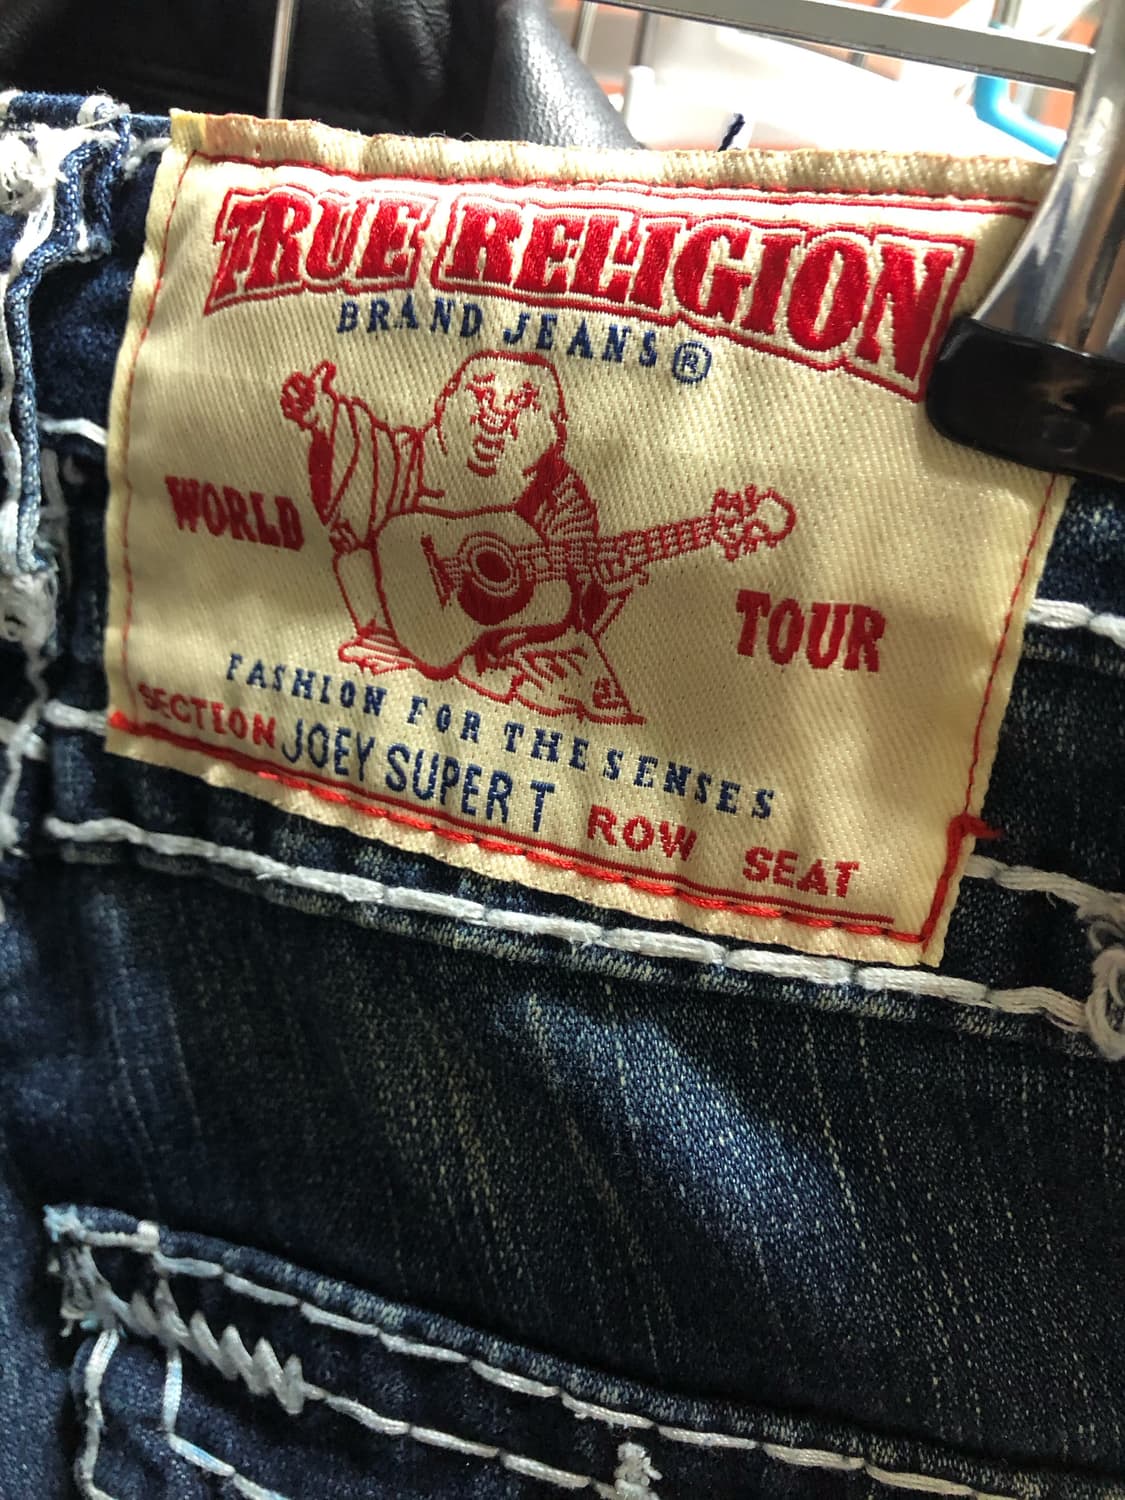 TRUE RELIGION
BRAND JEANS®
WORLD TOUR
FASHION FOR THE SENSES
SECTION JOEY SUPER T ROW SEAT